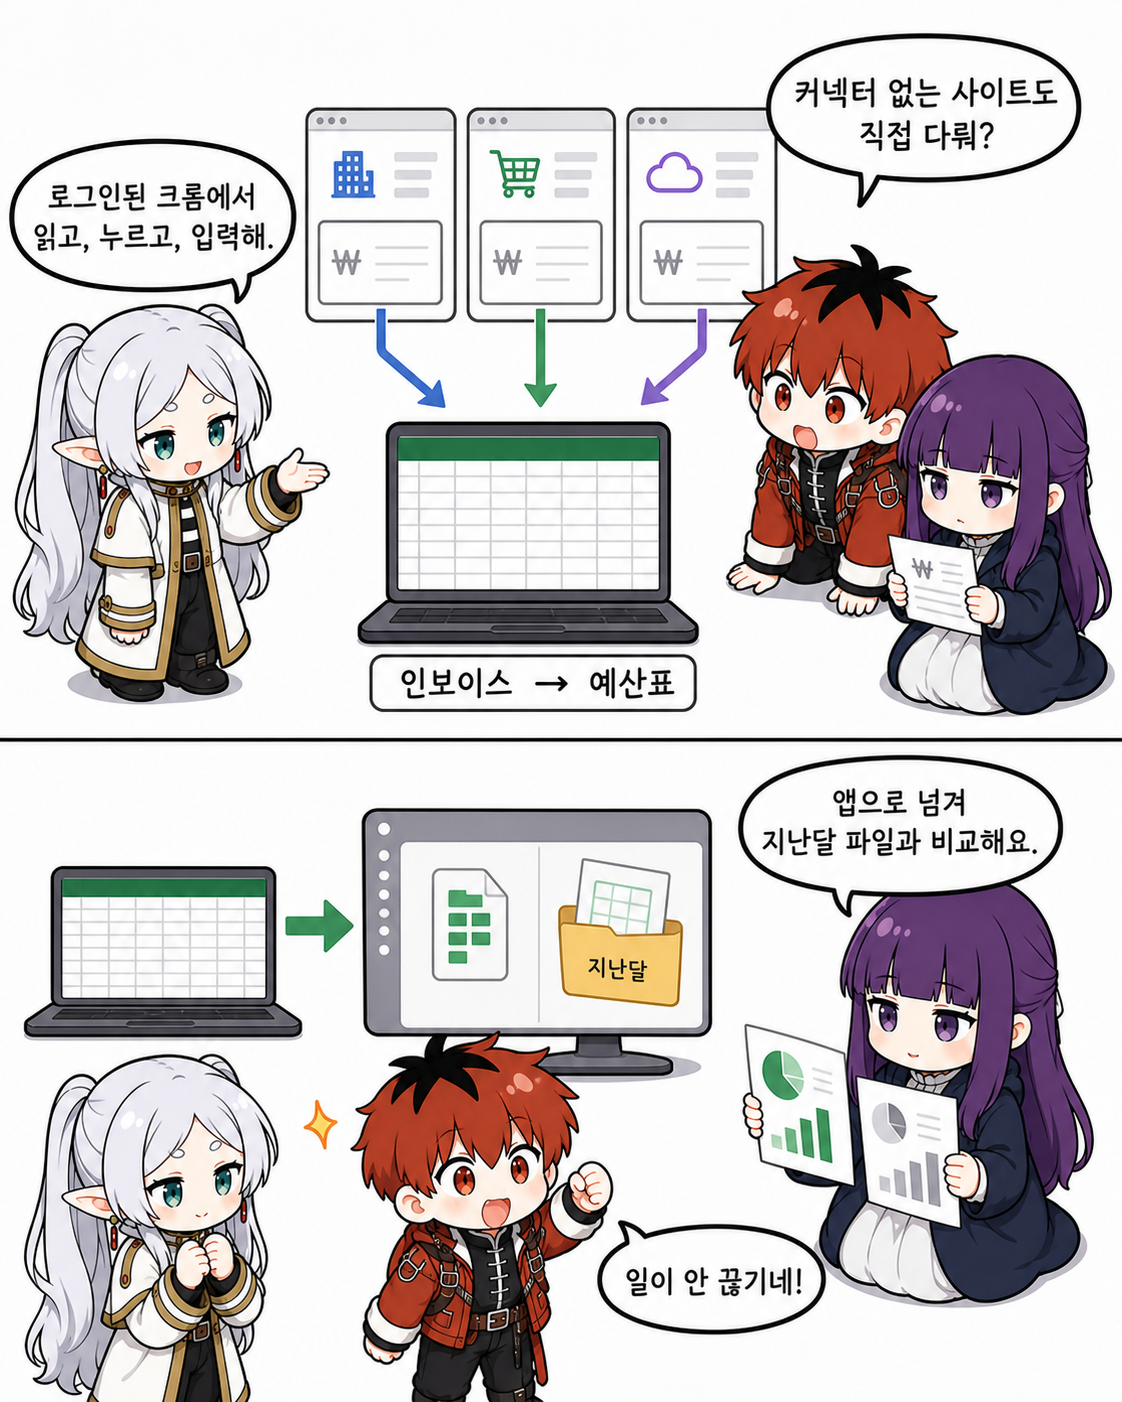 커넥터 없는 사이트도
직접 다뤄?
로그인된 크롬에서
읽고, 누르고, 입력해.
₩
₩
₩
₩
인보이스 → 예산표
앱으로 넘겨
지난달 파일과 비교해요.
지난달
일이 안 끊기네!